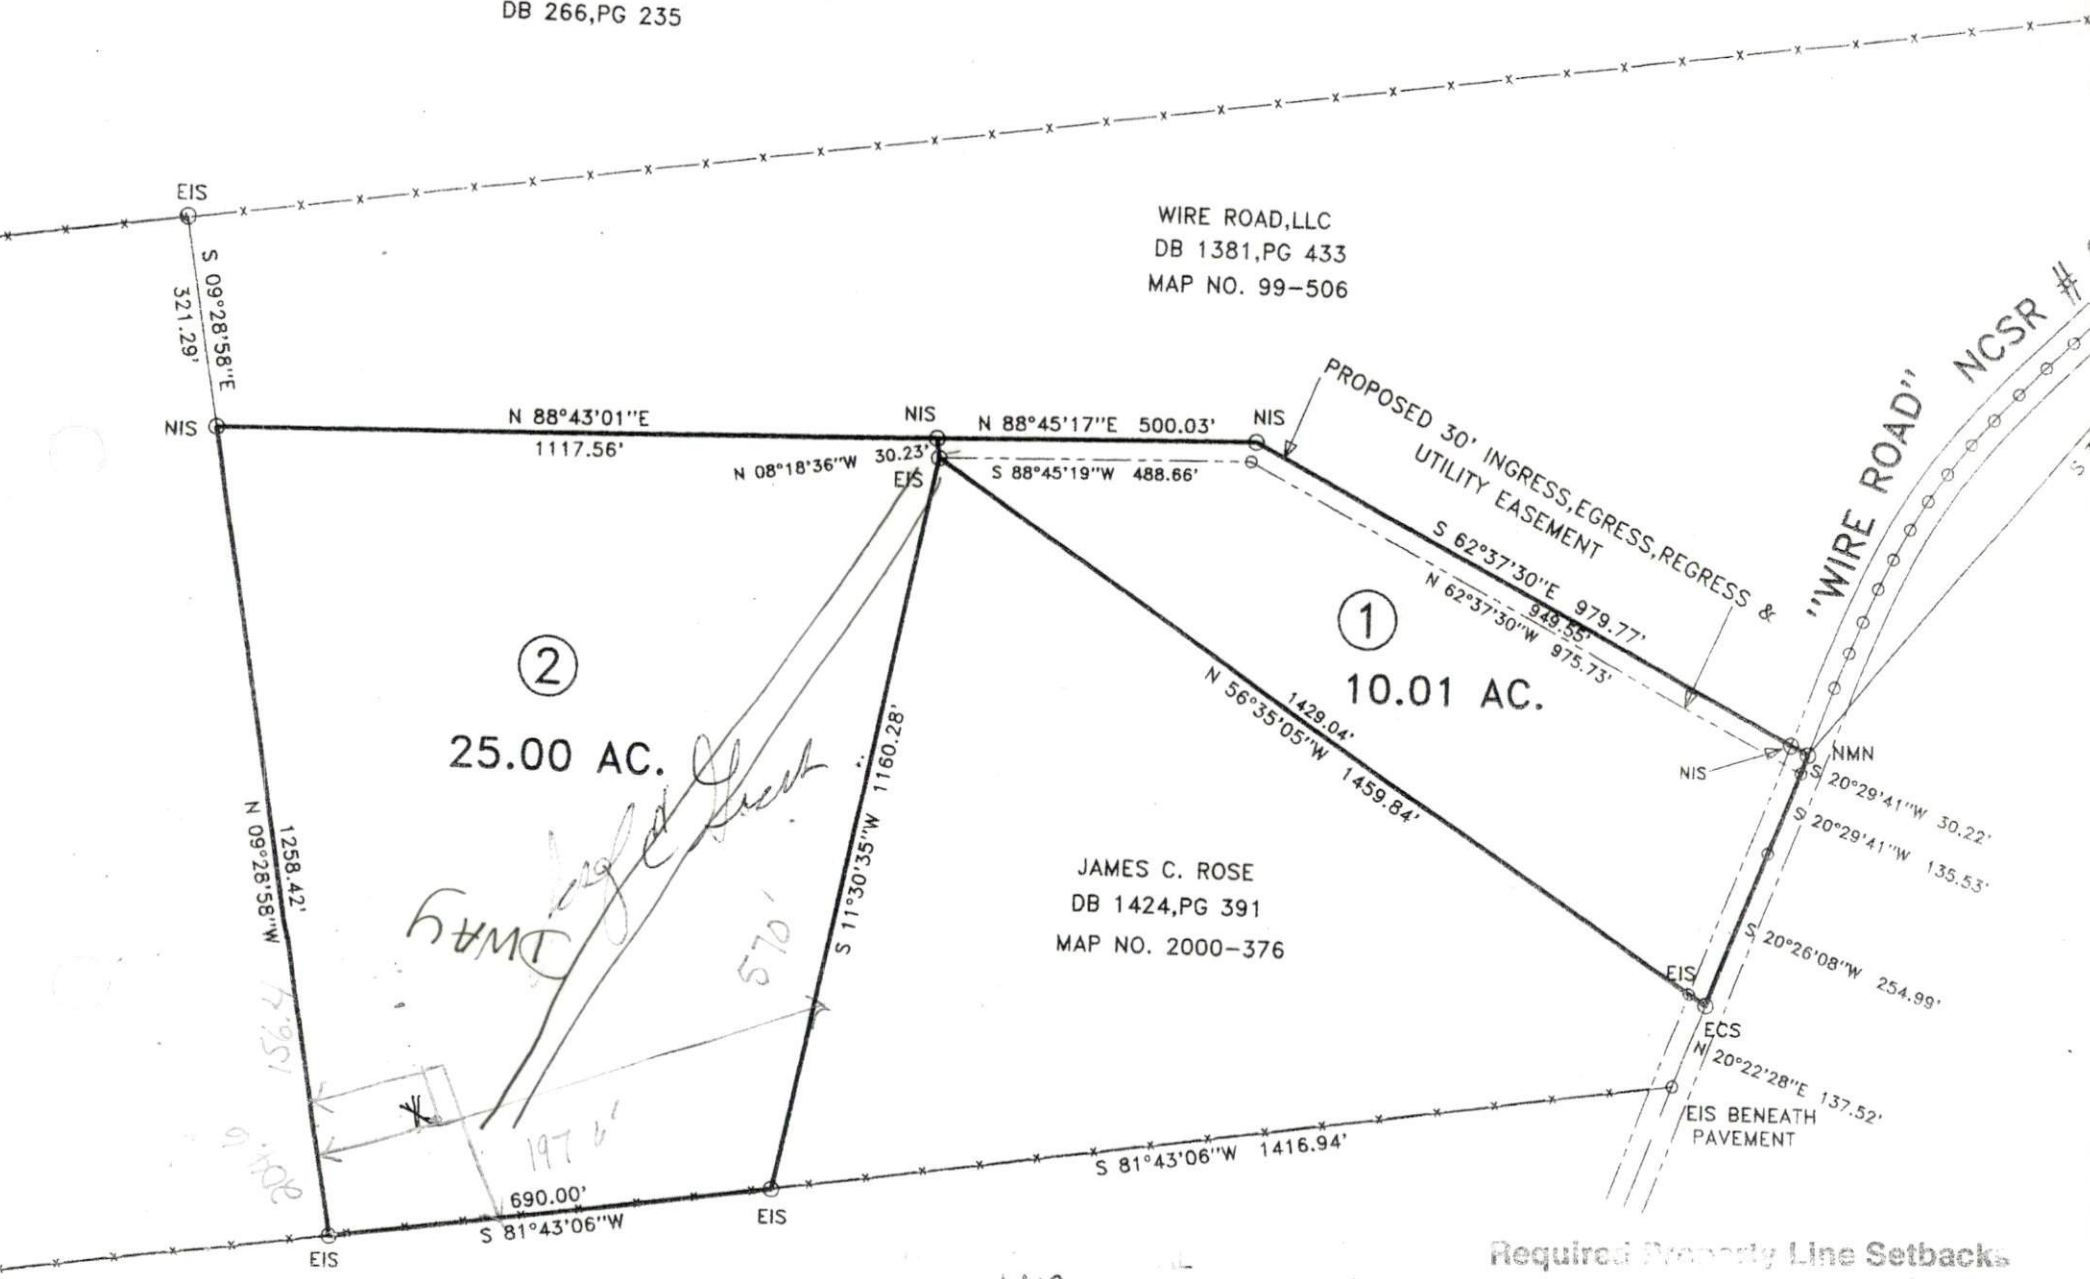 DB 266,PG 235
EIS
S 09°28'58"E
321.29'
WIRE ROAD,LLC
DB 1381,PG 433
MAP NO. 99-506
NCSR #
"WIRE ROAD"
NIS
N 88°43'01"E
1117.56'
NIS
N 88°45'17"E 500.03'
NIS
N 08°18'36"W 30.23'
EIS
S 88°45'19"W 488.66'
PROPOSED 30' INGRESS,EGRESS,REGRESS &
UTILITY EASEMENT
S 62°37'30"E 979.77'
949.55'
N 62°37'30"W 975.73'
1
10.01 AC.
2
25.00 AC.
N 56°35'05"W 1459.84'
1429.04'
NIS
NMN
S 20°29'41"W 30.22'
S 20°29'41"W 135.53'
S 20°26'08"W 254.99'
S 11°30'35"W 1160.28'
1258.42'
N 09°28'58"W
DWAY
570'
JAMES C. ROSE
DB 1424,PG 391
MAP NO. 2000-376
EIS
ECS
N 20°22'28"E 137.52'
EIS BENEATH
PAVEMENT
156.4
197
690.00'
S 81°43'06"W
EIS
EIS
S 81°43'06"W 1416.94'
Required Property Line Setbacks